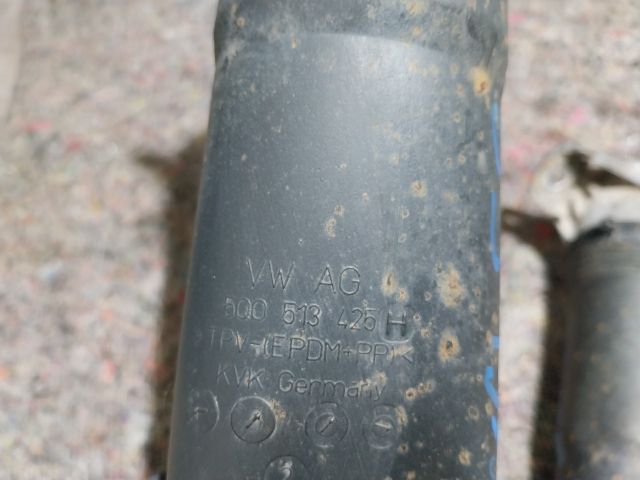 VW AG
5Q0 513 425 H
>TPV-(EPDM+PP)<
KVK Germany